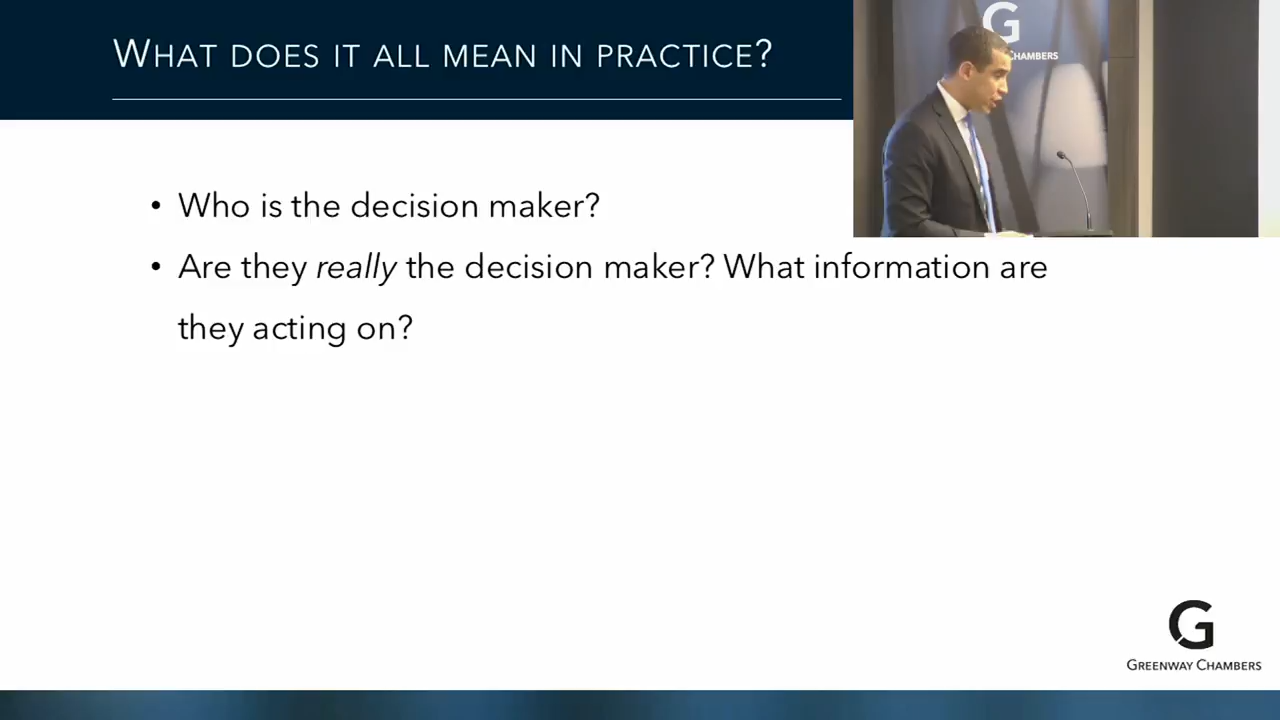 WHAT DOES IT ALL MEAN IN PRACTICE?
G
CHAMBERS
• Who is the decision maker?
• Are they really the decision maker? What information are
they acting on?
G
GREENWAY CHAMBERS